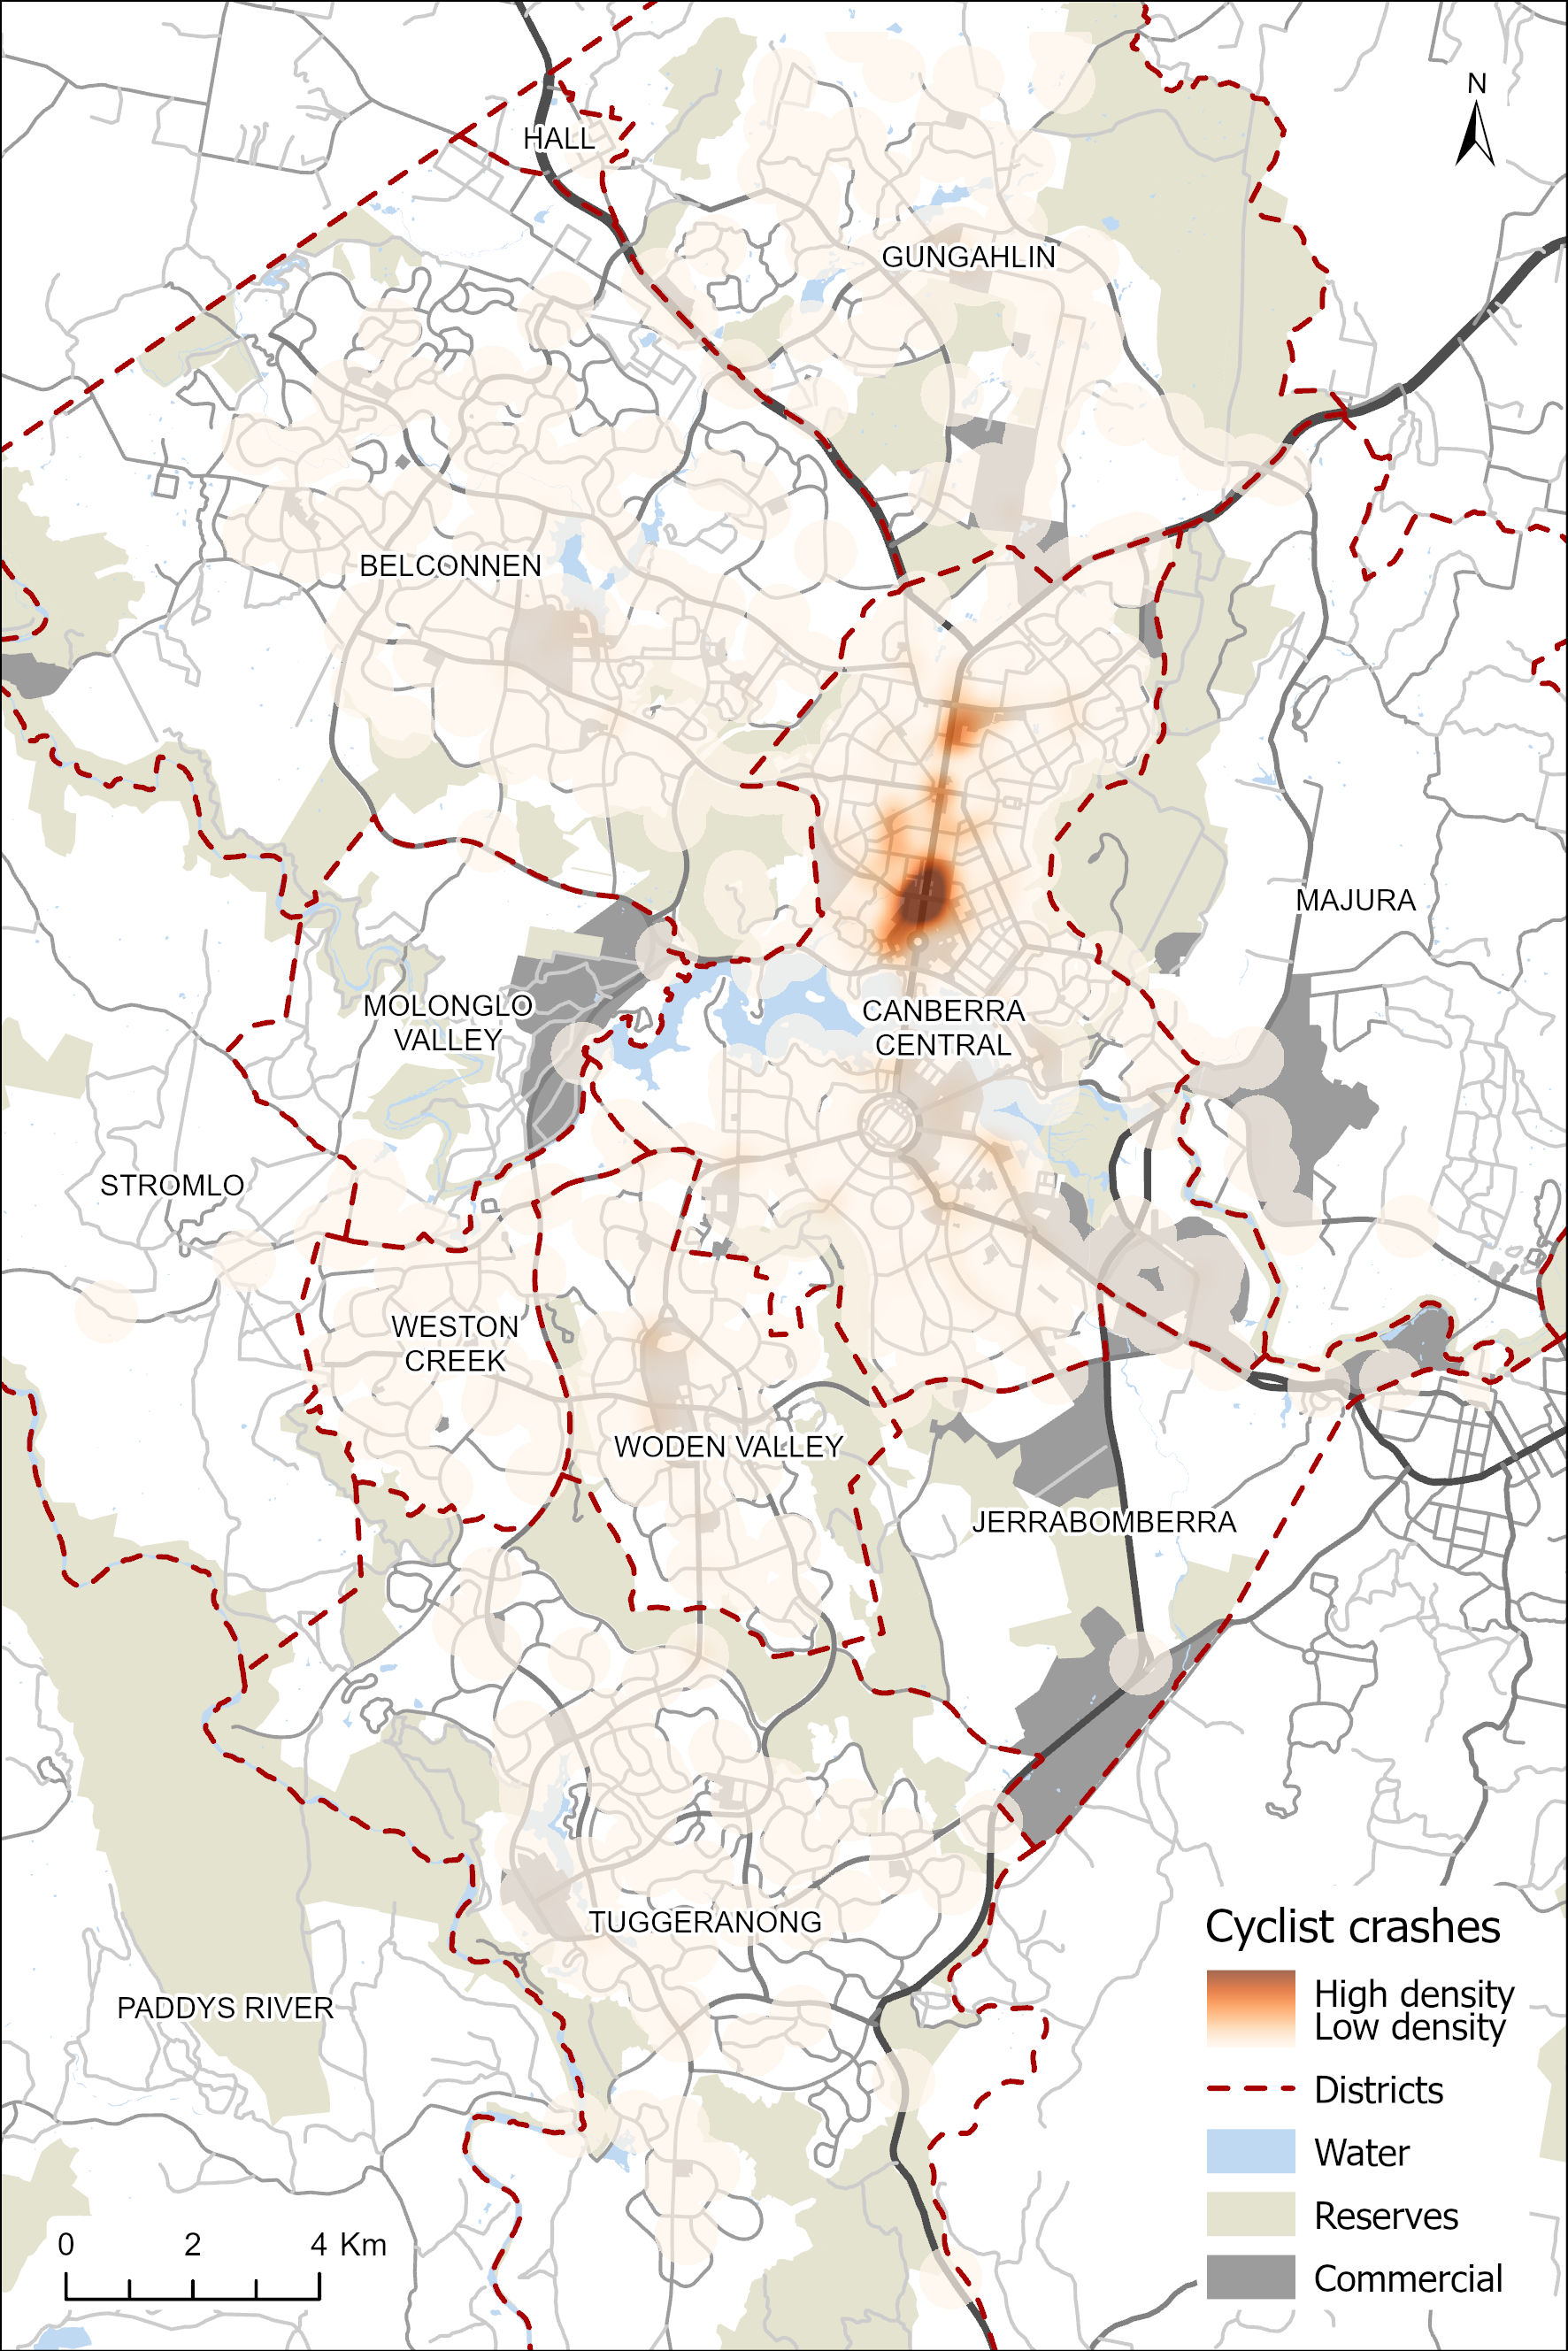 N
HALL
GUNGAHLIN
BELCONNEN
MAJURA
MOLONGLO
VALLEY
CANBERRA
CENTRAL
STROMLO
WESTON
CREEK
WODEN VALLEY
JERRABOMBERRA
TUGGERANONG
PADDYS RIVER
Cyclist crashes
High density
Low density
Districts
Water
Reserves
Commercial
0 2 4 Km